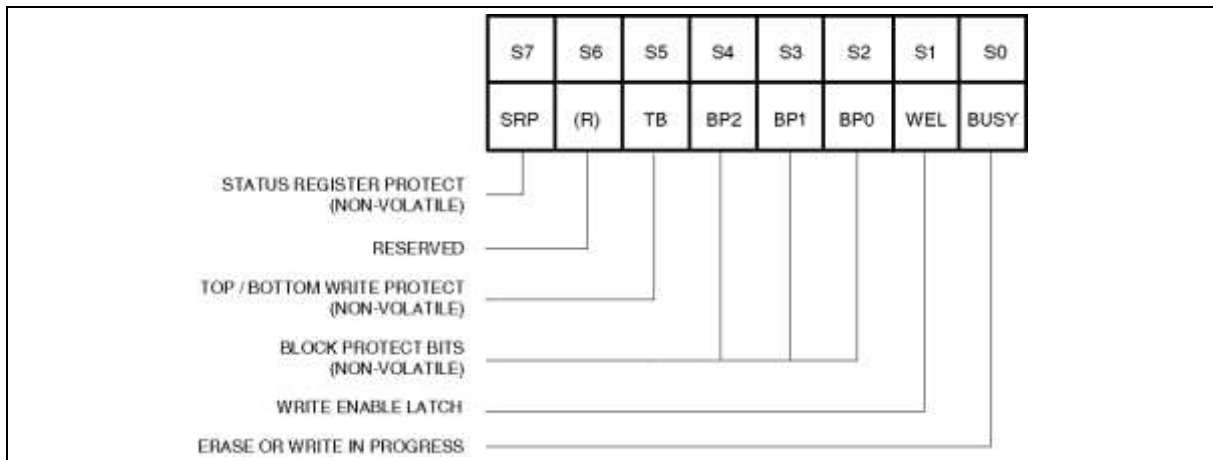 S7 S6 S5 S4 S3 S2 S1 S0
SRP (R) TB BP2 BP1 BP0 WEL BUSY
STATUS REGISTER PROTECT
(NON-VOLATILE)
RESERVED
TOP / BOTTOM WRITE PROTECT
(NON-VOLATILE)
BLOCK PROTECT BITS
(NON-VOLATILE)
WRITE ENABLE LATCH
ERASE OR WRITE IN PROGRESS